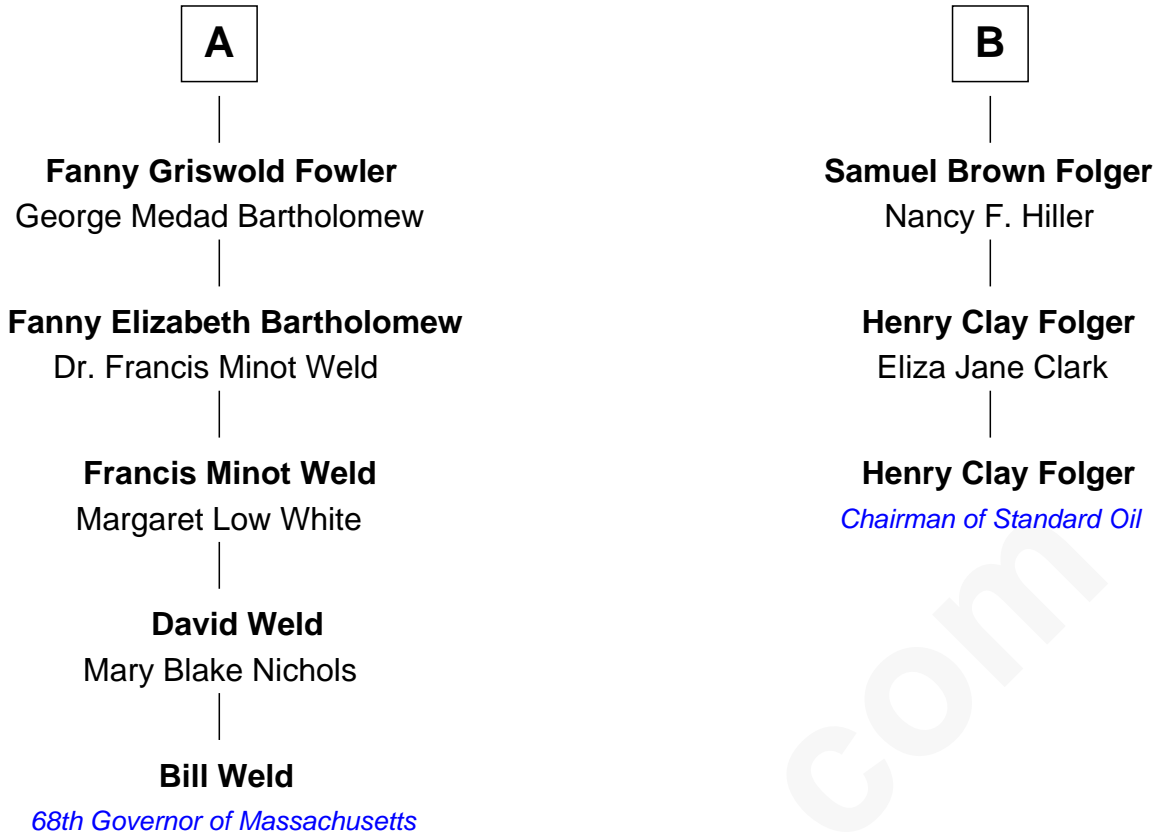 A
Fanny Griswold Fowler
George Medad Bartholomew
Fanny Elizabeth Bartholomew
Dr. Francis Minot Weld
Francis Minot Weld
Margaret Low White
David Weld
Mary Blake Nichols
Bill Weld
68th Governor of Massachusetts
B
Samuel Brown Folger
Nancy F. Hiller
Henry Clay Folger
Eliza Jane Clark
Henry Clay Folger
Chairman of Standard Oil
com